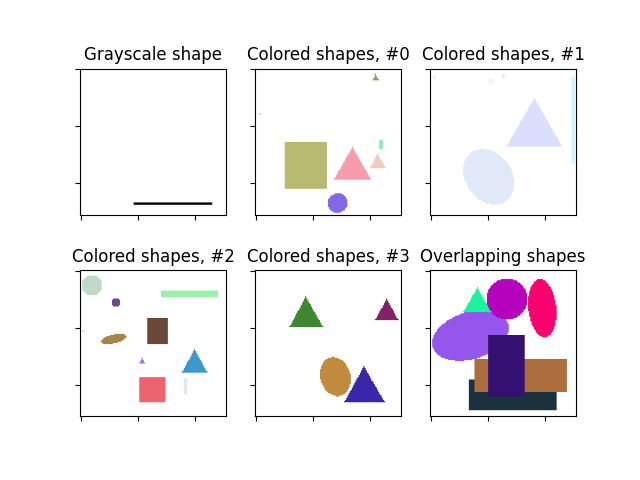 Grayscale shape
Colored shapes, #0
Colored shapes, #1
Colored shapes, #2
Colored shapes, #3
Overlapping shapes